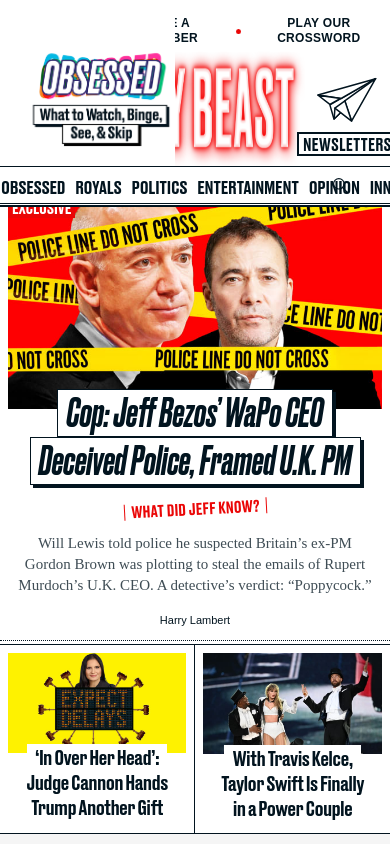 E A
BER
PLAY OUR
CROSSWORD
OBSESSED
What to Watch, Binge,
See, & Skip
Y BEAST
NEWSLETTERS
OBSESSED ROYALS POLITICS ENTERTAINMENT OPINION INN
EXCLUSIVE
POLICE LINE DO NOT CROSS
POLICE LINE DO NOT
POLICE LIN
LINE DO NOT
DO NOT CROSS
POLICE LINE DO NOT CROSS
Cop: Jeff Bezos’ WaPo CEO
Deceived Police, Framed U.K. PM
WHAT DID JEFF KNOW?
Will Lewis told police he suspected Britain’s ex-PM
Gordon Brown was plotting to steal the emails of Rupert
Murdoch’s U.K. CEO. A detective’s verdict: “Poppycock.”
Harry Lambert
EXPECT
DELAYS
‘In Over Her Head’:
Judge Cannon Hands
Trump Another Gift
With Travis Kelce,
Taylor Swift Is Finally
in a Power Couple